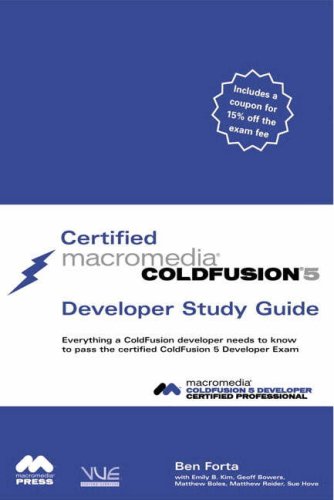 Includes a
coupon for
15% off the
exam fee
Certified
macromedia® COLDFUSION® 5
Developer Study Guide
Everything a ColdFusion developer needs to know
to pass the certified ColdFusion 5 Developer Exam
macromedia®
COLDFUSION 5 DEVELOPER
CERTIFIED PROFESSIONAL
macromedia®
PRESS
VUE
Ben Forta
with Emily B. Kim, Geoff Bowers,
Matthew Boles, Matthew Reider, Sue Hove